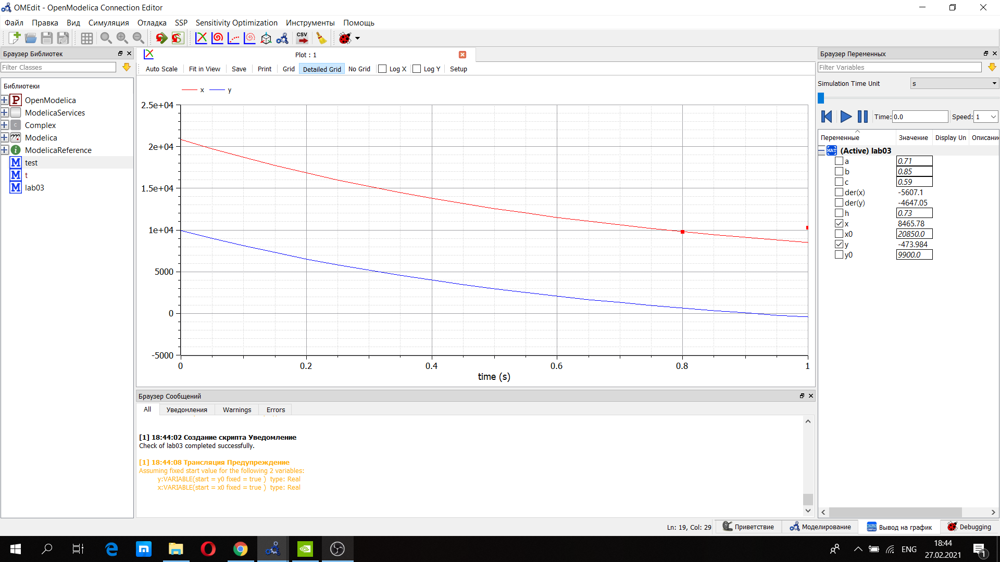 OMEdit - OpenModelica Connection Editor
Файл Правка Вид Симуляция Отладка SSP Sensitivity Optimization Инструменты Помощь
CSV
Браузер Библиотек
Filter Classes
Библиотеки
P OpenModelica
ModelicaServices
C Complex
m Modelica
i ModelicaReference
M test
M t
M lab03
Plot : 1
Auto Scale Fit in View Save Print Grid Detailed Grid No Grid Log X Log Y Setup
x y
2.5e+04
2e+04
1.5e+04
1e+04
5000
0
-5000
0 0.2 0.4 0.6 0.8 1
time (s)
Браузер Сообщений
All Уведомления Warnings Errors
[1] 18:44:02 Создание скрипта Уведомление
Check of lab03 completed successfully.
[1] 18:44:08 Трансляция Предупреждение
Assuming fixed start value for the following 2 variables:
y:VARIABLE(start = y0 fixed = true ) type: Real
x:VARIABLE(start = x0 fixed = true ) type: Real
Браузер Переменных
Filter Variables
Simulation Time Unit s
Time: 0.0 Speed: 1
Переменные Значение Display Un Описание
MAT (Active) lab03
a 0.71
b 0.85
c 0.59
der(x) -5607.1
der(y) -4647.05
h 0.73
x 8465.78
x0 20850.0
y -473.984
y0 9900.0
Ln: 19, Col: 29 Приветствие Моделирование Вывод на график Debugging
ENG
18:44
27.02.2021
1